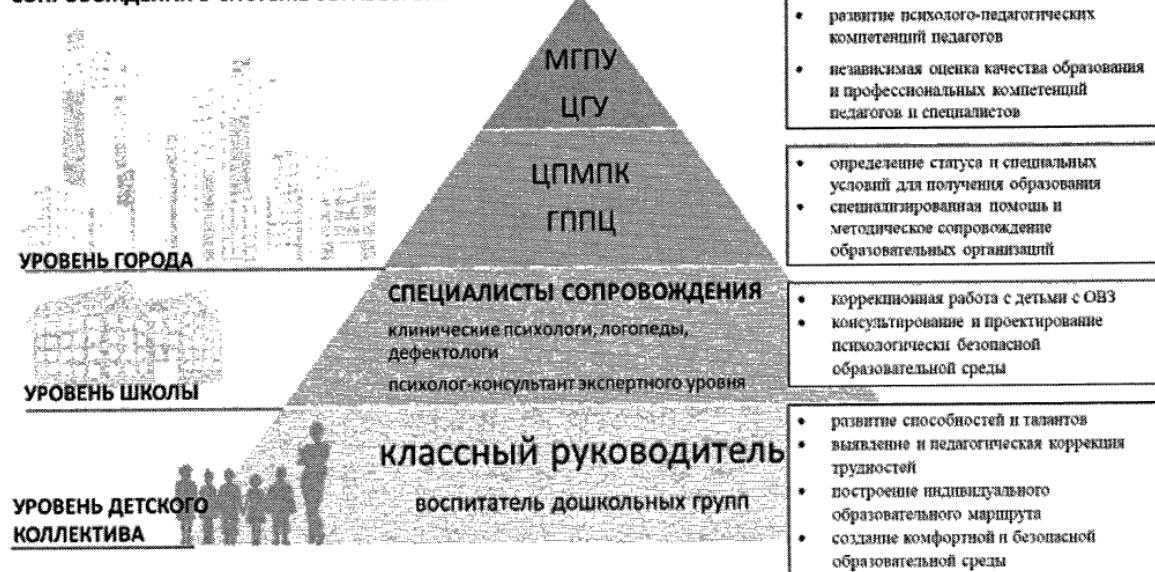 МГПУ
ЦГУ
• развитие психолого-педагогических
компетенций педагогов
• независимая оценка качества образования
и профессиональных компетенций
педагогов и специалистов
ЦПМПК
ГППЦ
• определение статуса и специальных
условий для получения образования
• специализированная помощь и
методическое сопровождение
образовательных организаций
УРОВЕНЬ ГОРОДА
СПЕЦИАЛИСТЫ СОПРОВОЖДЕНИЯ
клинические психологи, логопеды,
дефектологи
психолог-консультант экспертного уровня
• коррекционная работа с детьми с ОВЗ
• консультирование и проектирование
психологически безопасной
образовательной среды
УРОВЕНЬ ШКОЛЫ
классный руководитель
воспитатель дошкольных групп
• развитие способностей и талантов
• выявление и педагогическая коррекция
трудностей
• построение индивидуального
образовательного маршрута
• создание комфортной и безопасной
образовательной среды
УРОВЕНЬ ДЕТСКОГО
КОЛЛЕКТИВА